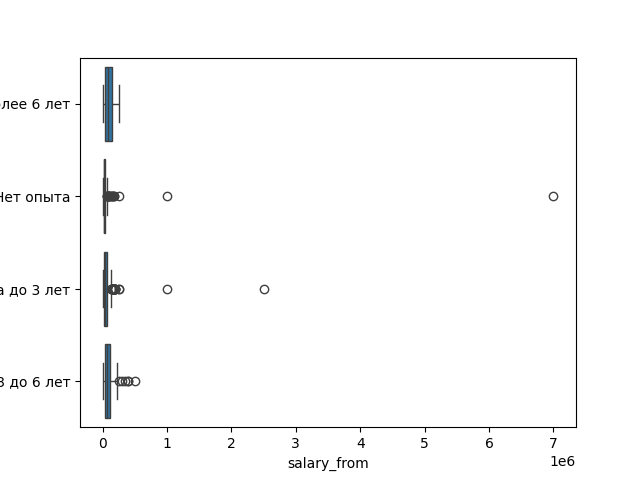 олее 6 лет
Нет опыта
а до 3 лет
3 до 6 лет
0 1 2 3 4 5 6 7
1e6
salary_from